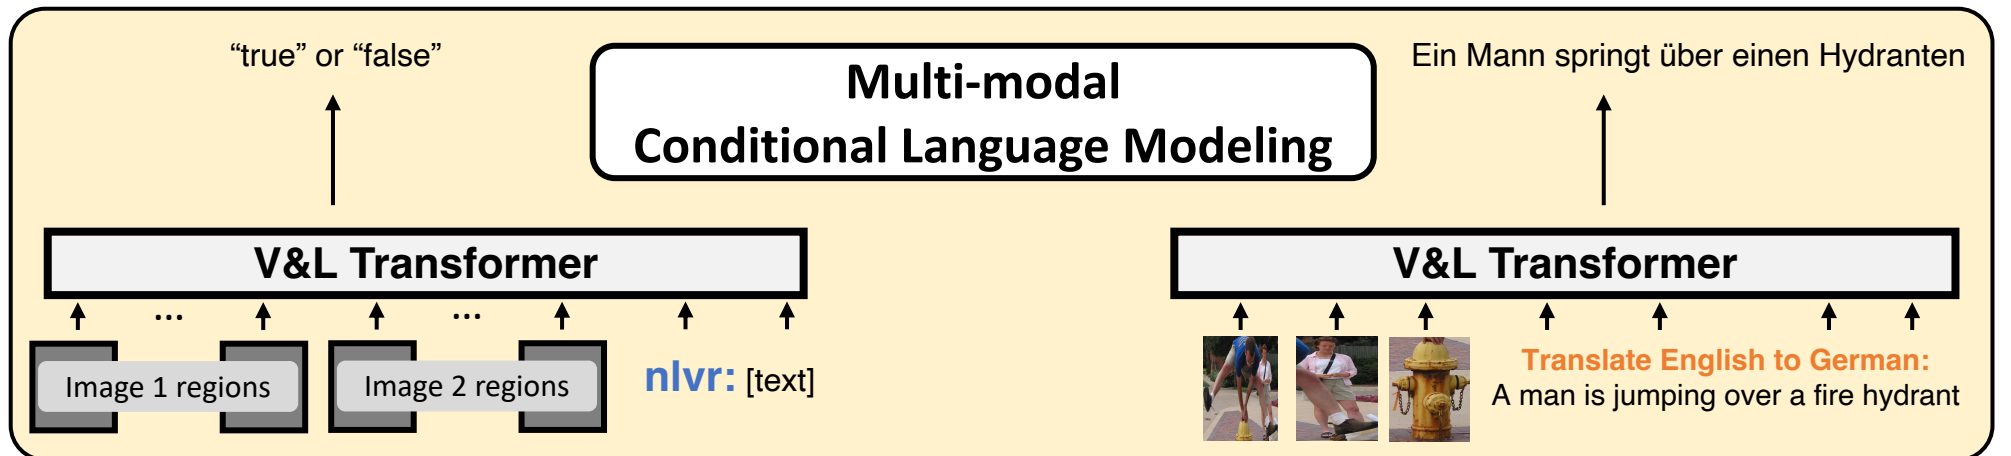 “true” or “false”
Multi-modal
Conditional Language Modeling
Ein Mann springt über einen Hydranten
V&L Transformer
V&L Transformer
...
...
Image 1 regions
Image 2 regions
nlvr: [text]
Translate English to German:
A man is jumping over a fire hydrant